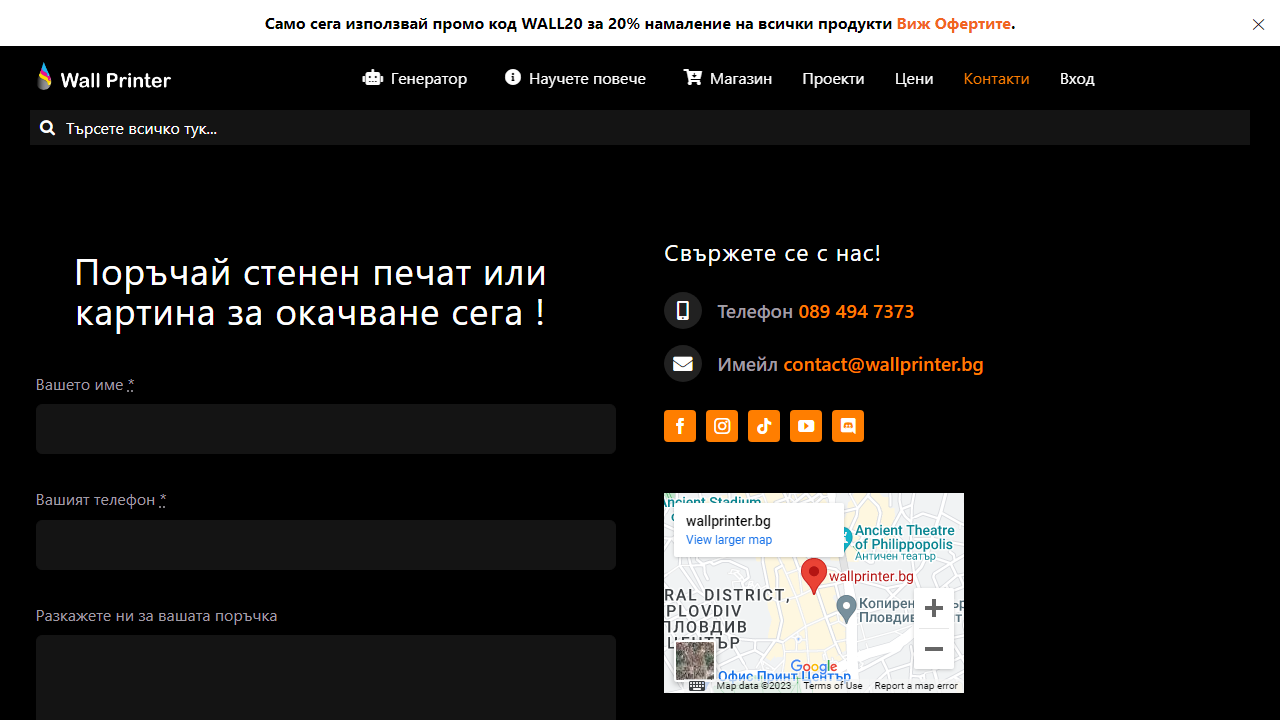 Само сега използвай промо код WALL20 за 20% намаление на всички продукти Виж Офертите.
Wall Printer
Генератор
Научете повече
Магазин
Проекти
Цени
Контакти
Вход
Търсете всичко тук...
Поръчай стенен печат или
картина за окачване сега !
Вашето име *
Вашият телефон *
Разкажете ни за вашата поръчка
Свържете се с нас!
Телефон 089 494 7373
Имейл contact@wallprinter.bg
Ancient Stadium
wallprinter.bg
View larger map
Ancient Theatre
of Philippopolis
Античен театър
wallprinter.bg
RAL DISTRICT,
PLOVDIV
ПЛОВДИВ
Копирен
Пловдив
Google
Офис Принт Център
Map data ©2023
Terms of Use
Report a map error